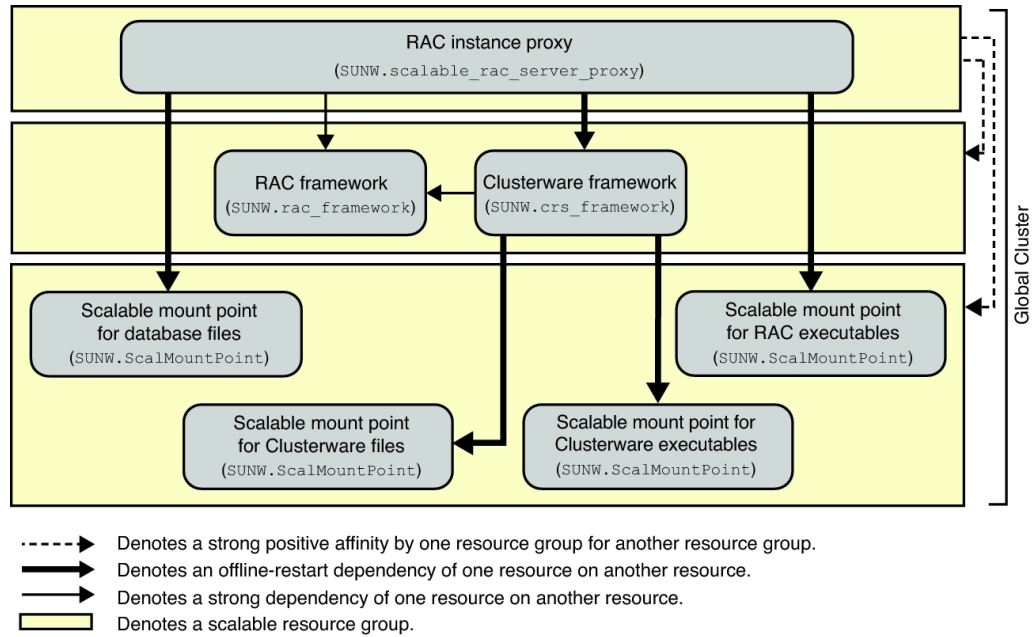 RAC instance proxy
(SUNW.scalable_rac_server_proxy)
RAC framework
(SUNW.rac_framework)
Clusterware framework
(SUNW.crs_framework)
Scalable mount point
for database files
(SUNW.ScalMountPoint)
Scalable mount point
for RAC executables
(SUNW.ScalMountPoint)
Scalable mount point
for Clusterware files
(SUNW.ScalMountPoint)
Scalable mount point for
Clusterware executables
(SUNW.ScalMountPoint)
Global Cluster
Denotes a strong positive affinity by one resource group for another resource group.
Denotes an offline-restart dependency of one resource on another resource.
Denotes a strong dependency of one resource on another resource.
Denotes a scalable resource group.